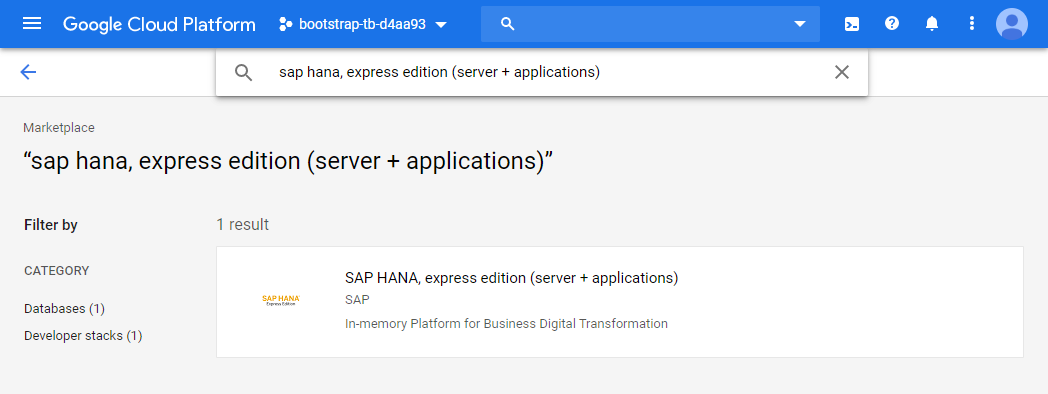 Google Cloud Platform
bootstrap-tb-d4aa93
sap hana, express edition (server + applications)
Marketplace
“sap hana, express edition (server + applications)”
Filter by
1 result
CATEGORY
Databases (1)
Developer stacks (1)
SAP HANA
Express Edition
SAP HANA, express edition (server + applications)
SAP
In-memory Platform for Business Digital Transformation